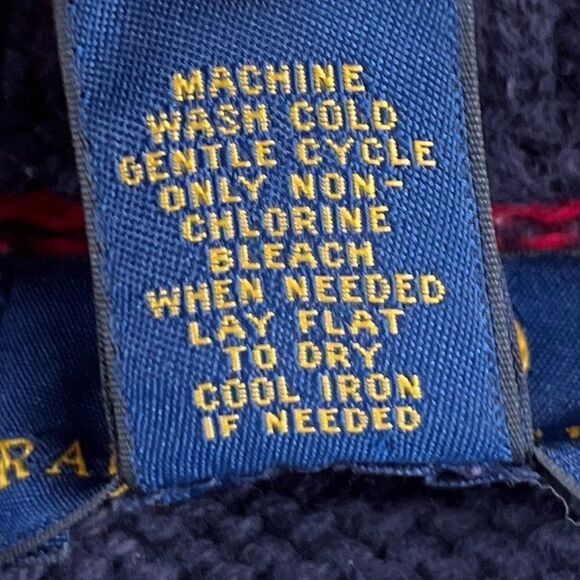 MACHINE
WASH COLD
GENTLE CYCLE
ONLY NON-
CHLORINE
BLEACH
WHEN NEEDED
LAY FLAT
TO DRY
COOL IRON
IF NEEDED
RA